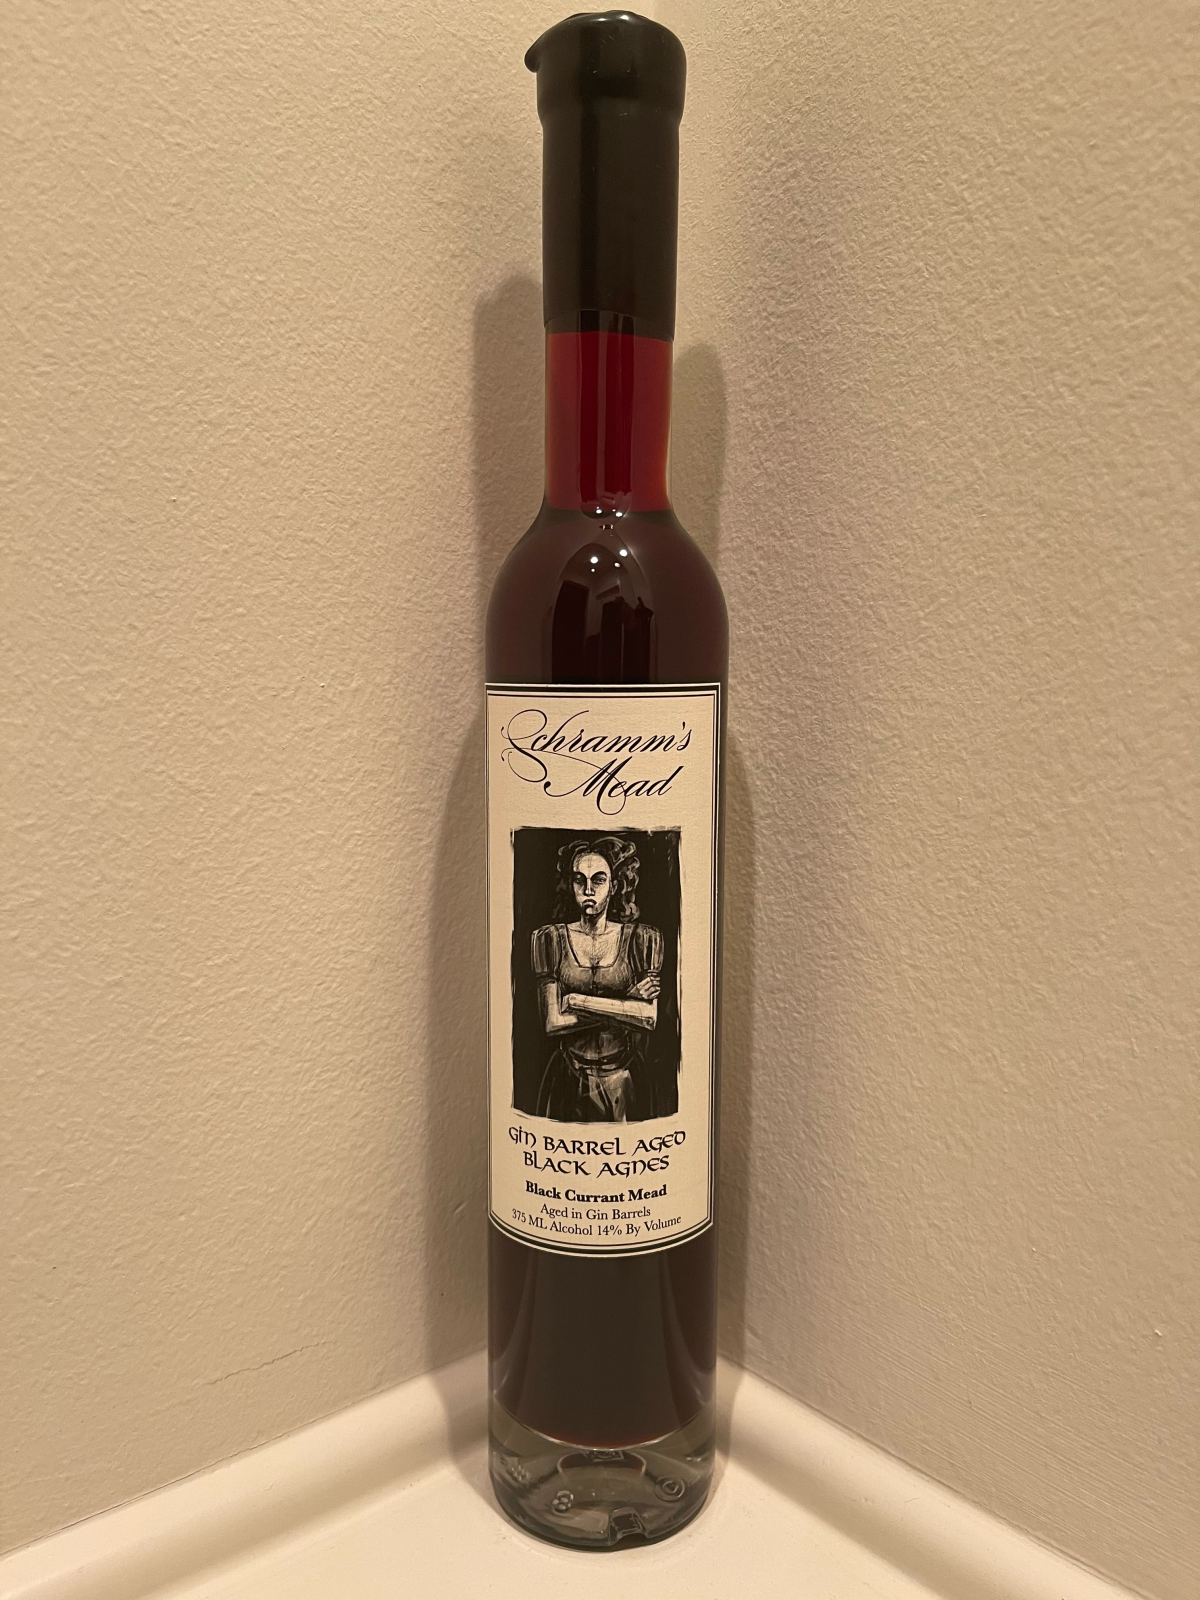 Schramm's
Mead
Gin Barrel Aged
Black Agnes
Black Currant Mead
Aged in Gin Barrels
375 ML Alcohol 14% By Volume